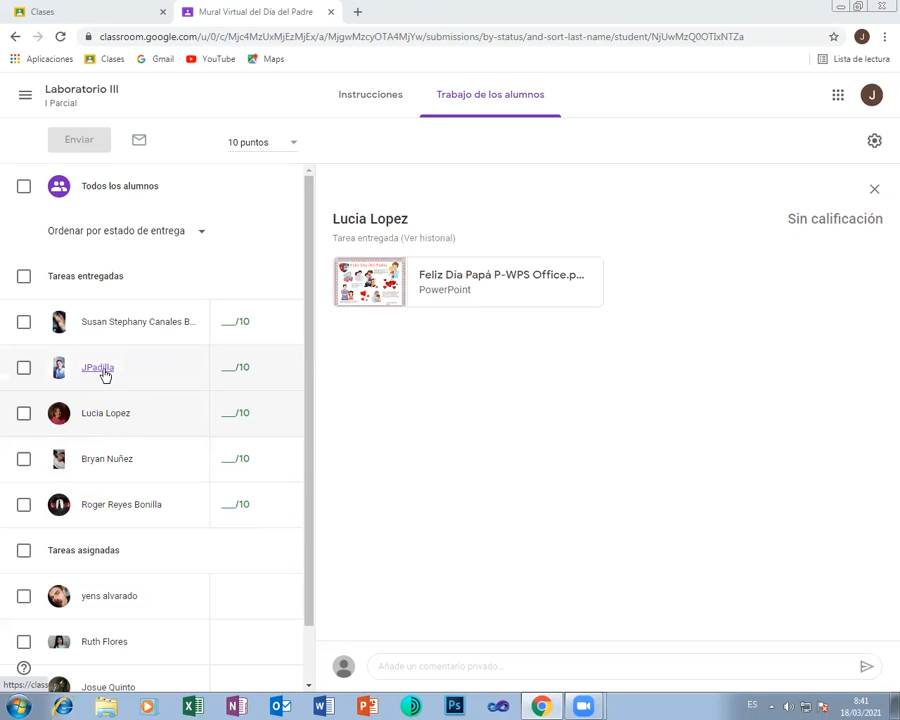 Clases
Mural Virtual del Día del Padre
classroom.google.com/u/0/c/Mjc4MzUxMjEzMjEx/a/MjgwMzcyOTA4MjYw/submissions/by-status/and-sort-last-name/student/NjUwMzQ0OTIxNTZa
Aplicaciones
Clases
Gmail
YouTube
Maps
Lista de lectura
Laboratorio III
I Parcial
Instrucciones
Trabajo de los alumnos
J
Enviar
10 puntos
Todos los alumnos
Ordenar por estado de entrega
Tareas entregadas
Susan Stephany Canales B... __/10
JPadilla __/10
Lucia Lopez __/10
Bryan Nuñez __/10
Roger Reyes Bonilla __/10
Tareas asignadas
yens alvarado
Ruth Flores
Josue Quinto
Lucia Lopez
Sin calificación
Tarea entregada (Ver historial)
Feliz Día Papá P-WPS Office.p...
PowerPoint
Añade un comentario privado...
https://class
ES
8:41
18/03/2021